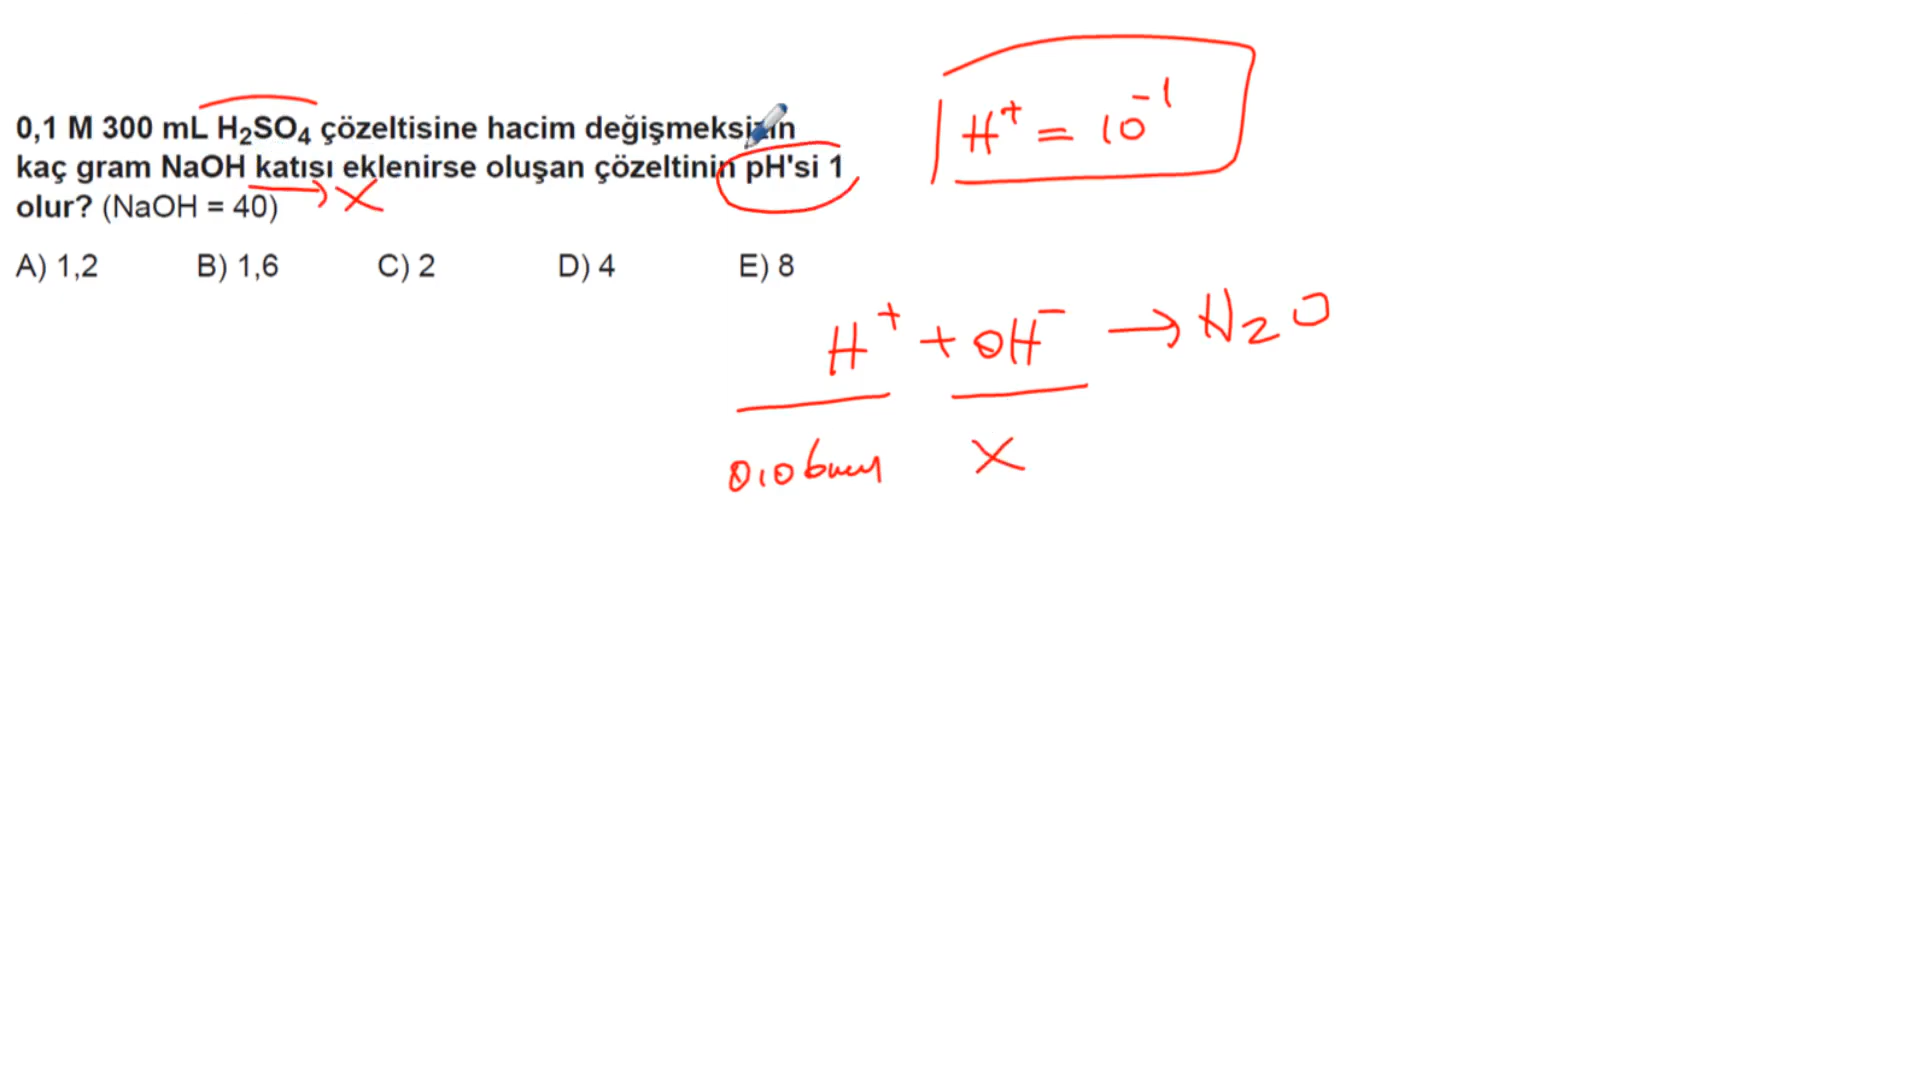 0,1 M 300 mL H₂SO₄ çözeltisine hacim değişmeksizin
kaç gram NaOH katısı eklenirse oluşan çözeltinin pH'si 1
olur? (NaOH = 40)
X
A) 1,2 B) 1,6 C) 2 D) 4 E) 8
H⁺ = 10⁻¹
H⁺ + OH⁻ → H₂O
0,06 mol X